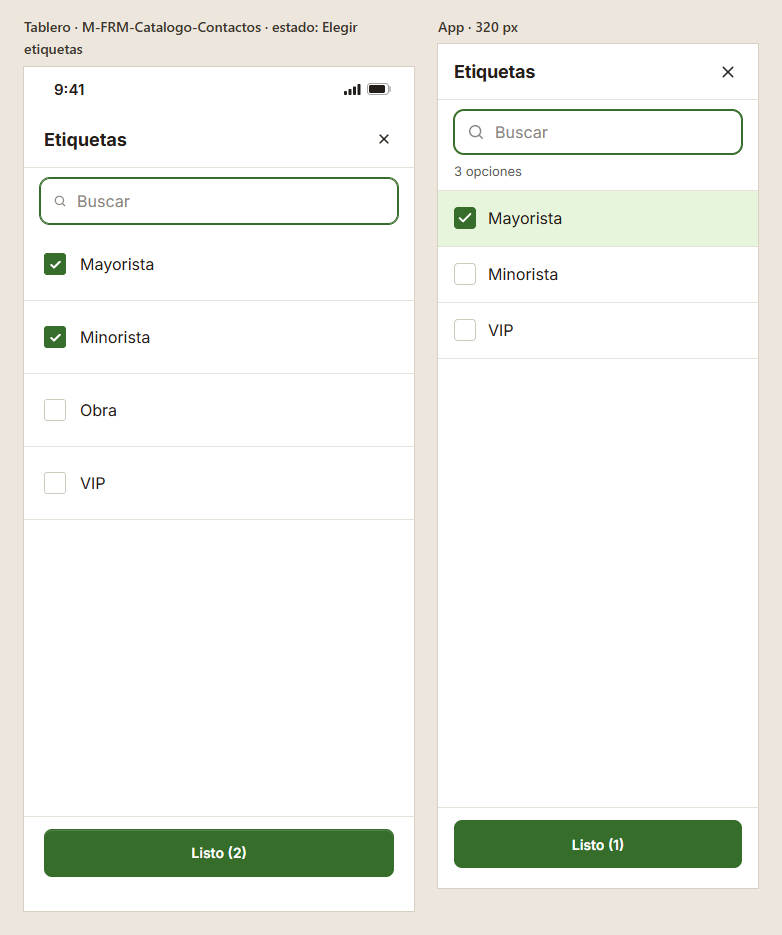 Tablero · M-FRM-Catalogo-Contactos · estado: Elegir
etiquetas
9:41
Etiquetas
Buscar
Mayorista
Minorista
Obra
VIP
Listo (2)
App · 320 px
Etiquetas
Buscar
3 opciones
Mayorista
Minorista
VIP
Listo (1)